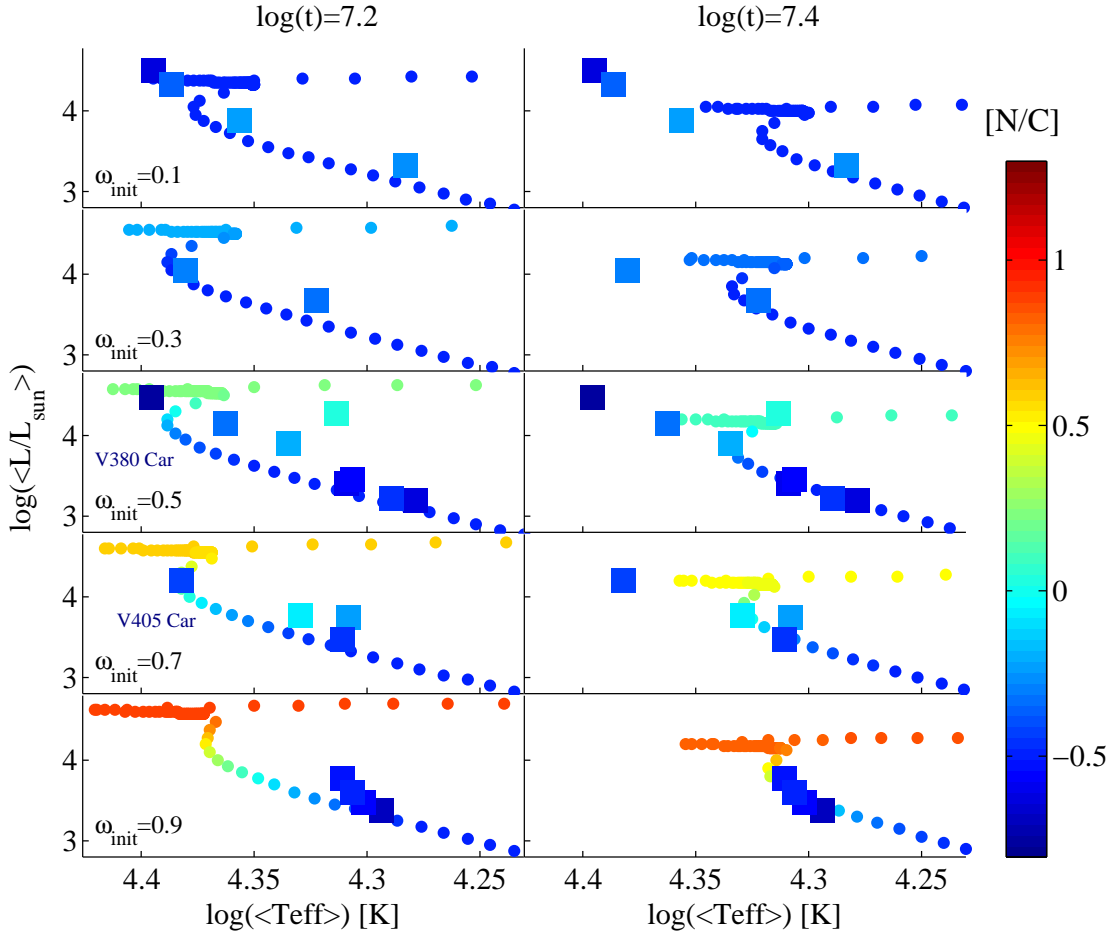 log(t)=7.2
log(t)=7.4
[N/C]
4
3
ω_init=0.1
4
3
ω_init=0.3
4
3
V380 Car
ω_init=0.5
4
3
V405 Car
ω_init=0.7
4
3
ω_init=0.9
log(<L/L_sun>)
1
0.5
0
−0.5
4.4
4.35
4.3
4.25
4.4
4.35
4.3
4.25
log(<Teff>) [K]
log(<Teff>) [K]